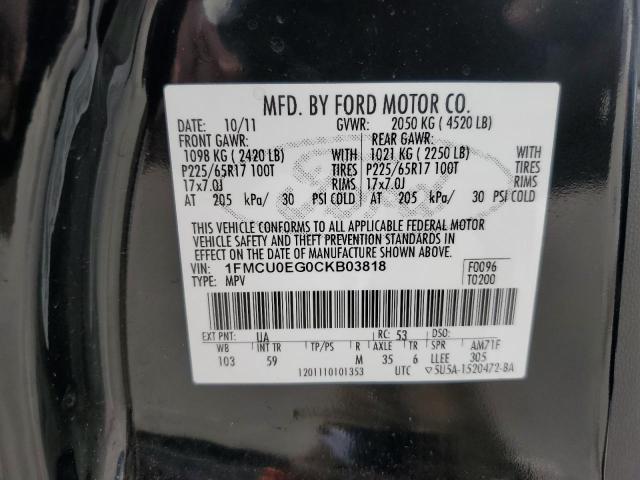 MFD. BY FORD MOTOR CO.
DATE: 10/11 GVWR: 2050 KG ( 4520 LB)
FRONT GAWR: REAR GAWR:
1098 KG ( 2420 LB) WITH 1021 KG ( 2250 LB) WITH
P225/65R17 100T TIRES P225/65R17 100T TIRES
17x7.0J RIMS 17x7.0J RIMS
AT 205 kPa/ 30 PSI COLD AT 205 kPa/ 30 PSI COLD
THIS VEHICLE CONFORMS TO ALL APPLICABLE FEDERAL MOTOR
VEHICLE SAFETY AND THEFT PREVENTION STANDARDS IN
EFFECT ON THE DATE OF MANUFACTURE SHOWN ABOVE.
VIN: 1FMCU0EG0CKB03818 F0096
TYPE: MPV T0200
EXT PNT: UA RC: 53 DSO:
WB INT TR TP/PS R AXLE TR SPR AM7TF
103 59 M 35 6 LLEE 305
1201110101353 UTC ▽5U5A-1520472-BA